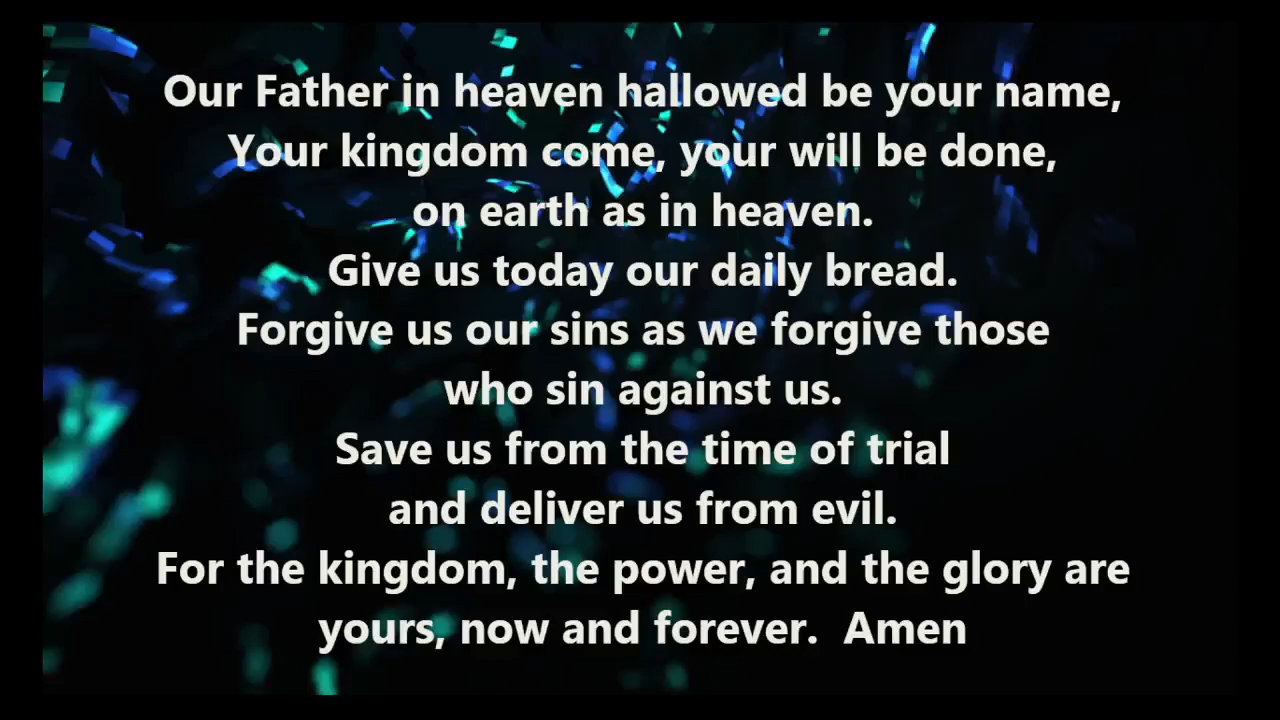 Our Father in heaven hallowed be your name,
Your kingdom come, your will be done,
on earth as in heaven.
Give us today our daily bread.
Forgive us our sins as we forgive those
who sin against us.
Save us from the time of trial
and deliver us from evil.
For the kingdom, the power, and the glory are
yours, now and forever.  Amen